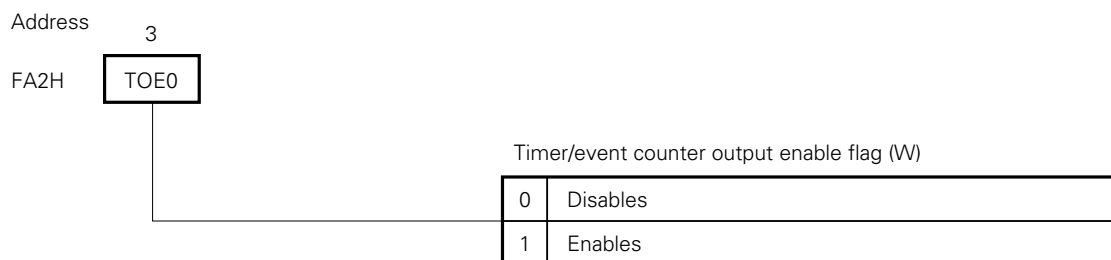 Address
3
FA2H TOE0
Timer/event counter output enable flag (W)
0 Disables
1 Enables